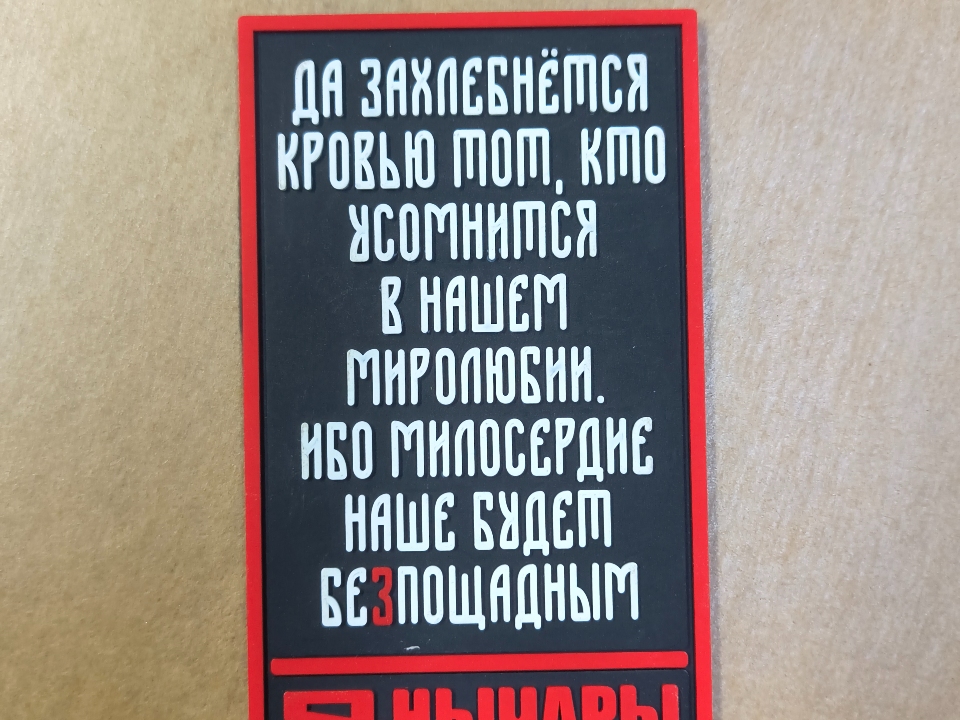 ДА ЗАХЛЕБНЁТСЯ
КРОВЬЮ ТОТ, КТО
УСОМНИТСЯ
В НАШЕМ
МИРОЛЮБИИ.
ИБО МИЛОСЕРДИЕ
НАШЕ БУДЕТ
БЕЗПОЩАДНЫМ